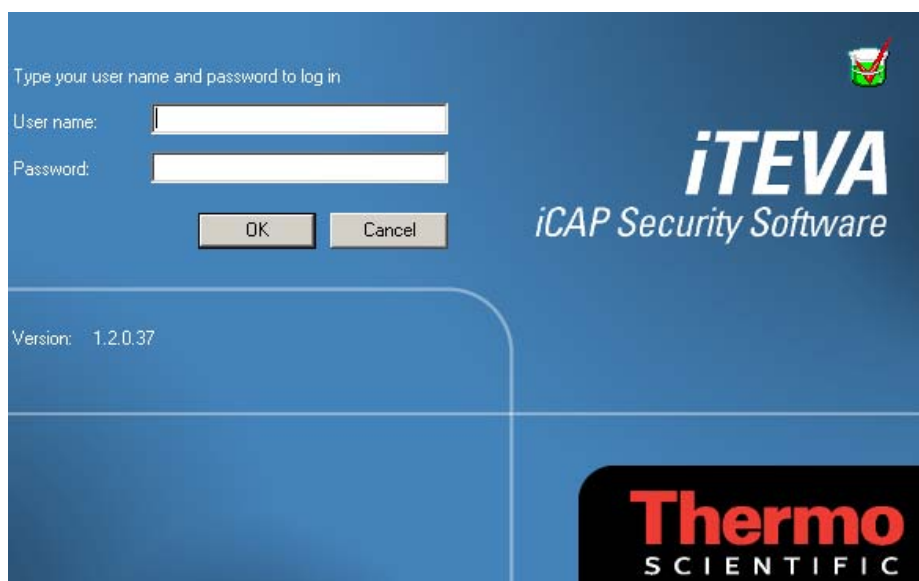 Type your user name and password to log in
User name:
Password:
OK Cancel
iTEVA
iCAP Security Software
Version: 1.2.0.37
Thermo
SCIENTIFIC